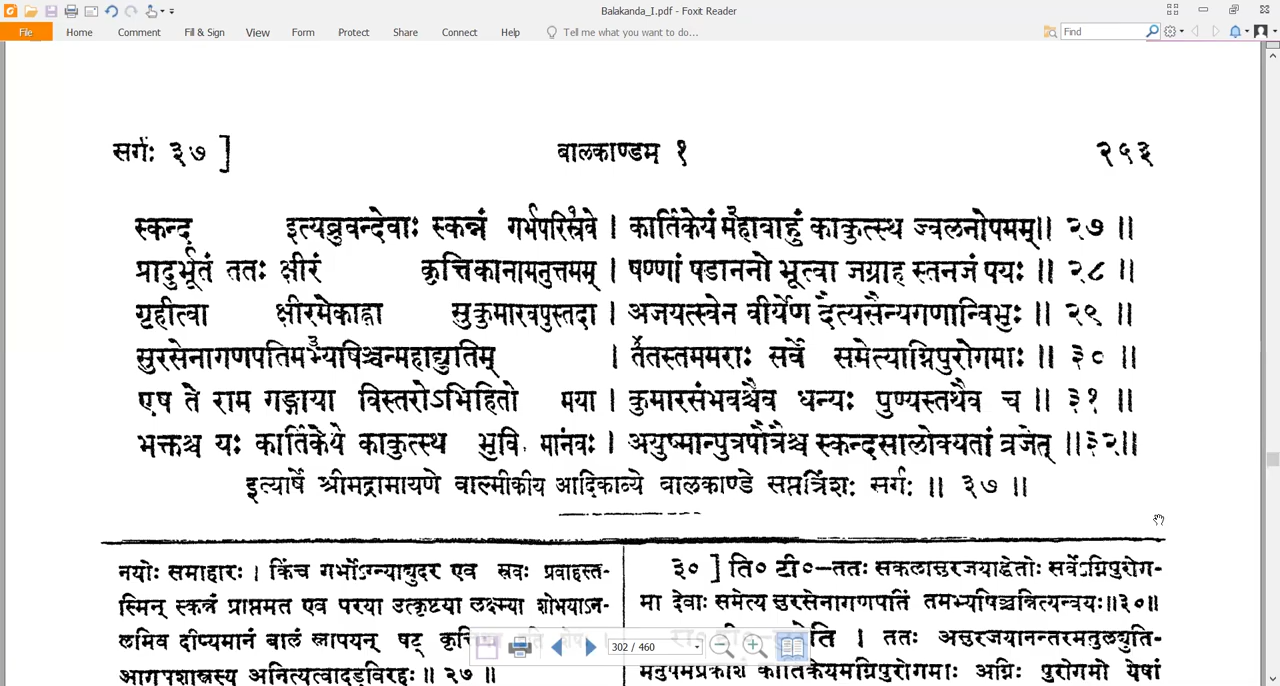 Balakanda_I.pdf - Foxit Reader
File Home Comment Fill & Sign View Form Protect Share Connect Help Tell me what you want to do... Find
सर्गः ३७ ] बालकाण्डम् १ २५३
स्कन्द इत्यब्रुवन्देवाः स्कन्नं गर्भपरिस्रवे । कार्तिकेयं महाबाहुं काकुत्स्थ ज्वलनोपमम्॥ २७ ॥
प्रादुर्भूतं ततः क्षीरं कृत्तिकानामनुत्तमम् । षण्णां षडाननो भूत्वा जग्राह स्तनजं पयः ॥ २८ ॥
गृहीत्वा क्षीरमेकाह्ना सुकुमारवपुस्तदा । अजयत्स्वेन वीर्येण दैत्यसैन्यगणान्विभुः ॥ २९ ॥
सुरसेनागणपतिमभ्यषिञ्चन्महाद्युतिम् । ततस्तममराः सर्वे समेत्याग्निपुरोगमाः ॥ ३० ॥
एष ते राम गङ्गाया विस्तरोऽभिहितो मया । कुमारसंभवश्चैव धन्यः पुण्यस्तथैव च ॥ ३१ ॥
भक्तश्च यः कार्तिकेये काकुत्स्थ भुवि मानवः । अयुष्मान्पुत्रपौत्रैश्च स्कन्दसालोक्यतां व्रजेत् ॥३२॥
इत्यार्षे श्रीमद्रामायणे वाल्मीकीय आदिकाव्ये बालकाण्डे सप्तत्रिंशः सर्गः ॥ ३७ ॥
नयोः समाहारः । किंच गर्भोऽग्न्याद्युदर एव स्रवः प्रवाहस्त-
स्मिन् स्कन्नं प्राप्तमत एव परया उत्कृष्टया लक्ष्म्या शोभयाऽन-
लमिव दीप्यमानं बालं स्नापयन् षट्
आगपशास्त्रस्य अनित्यत्वादडविरहः॥ २७ ॥
३० ] ति० टी०–ततः सकलासुरजयाद्धेतोः सर्वेऽग्निपुरोग-
मा देवाः समेत्य सुरसेनागणपतिं तमभ्यषिञ्चन्नित्यन्वयः॥३०॥
ततः असुरजयानन्तरमतुलद्युति-
मनुपमप्रकाशं कार्तिकेयमग्निपुरोगमाः अग्निः पुरोगमो येषां
302 / 460